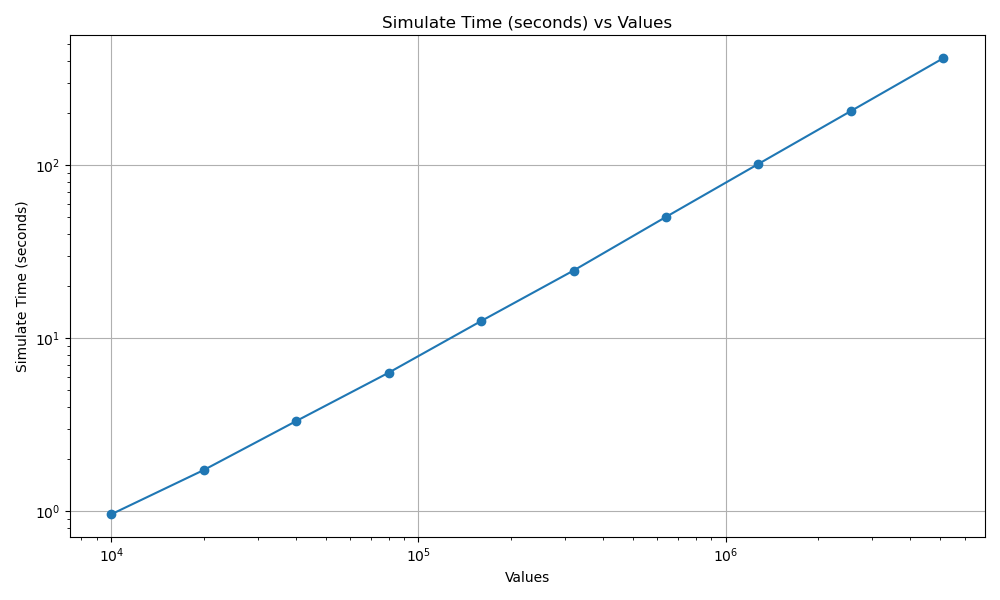 Simulate Time (seconds) vs Values
Simulate Time (seconds)
10²
10¹
10⁰
10⁴ 10⁵ 10⁶
Values